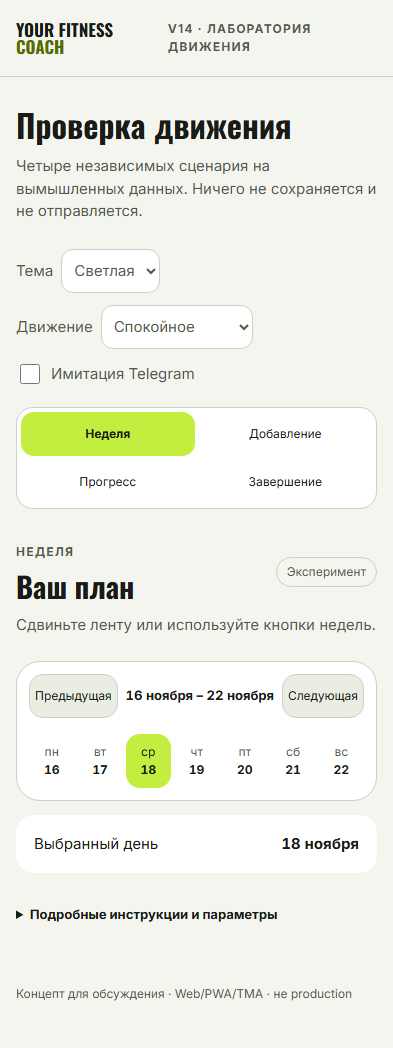 YOUR FITNESS
COACH
V14 · ЛАБОРАТОРИЯ
ДВИЖЕНИЯ
Проверка движения
Четыре независимых сценария на
вымышленных данных. Ничего не сохраняется и
не отправляется.
Тема Светлая
Движение Спокойное
Имитация Telegram
Неделя Добавление
Прогресс Завершение
НЕДЕЛЯ
Эксперимент
Ваш план
Сдвиньте ленту или используйте кнопки недель.
Предыдущая 16 ноября – 22 ноября Следующая
пн вт ср чт пт сб вс
16 17 18 19 20 21 22
Выбранный день 18 ноября
Подробные инструкции и параметры
Концепт для обсуждения · Web/PWA/TMA · не production